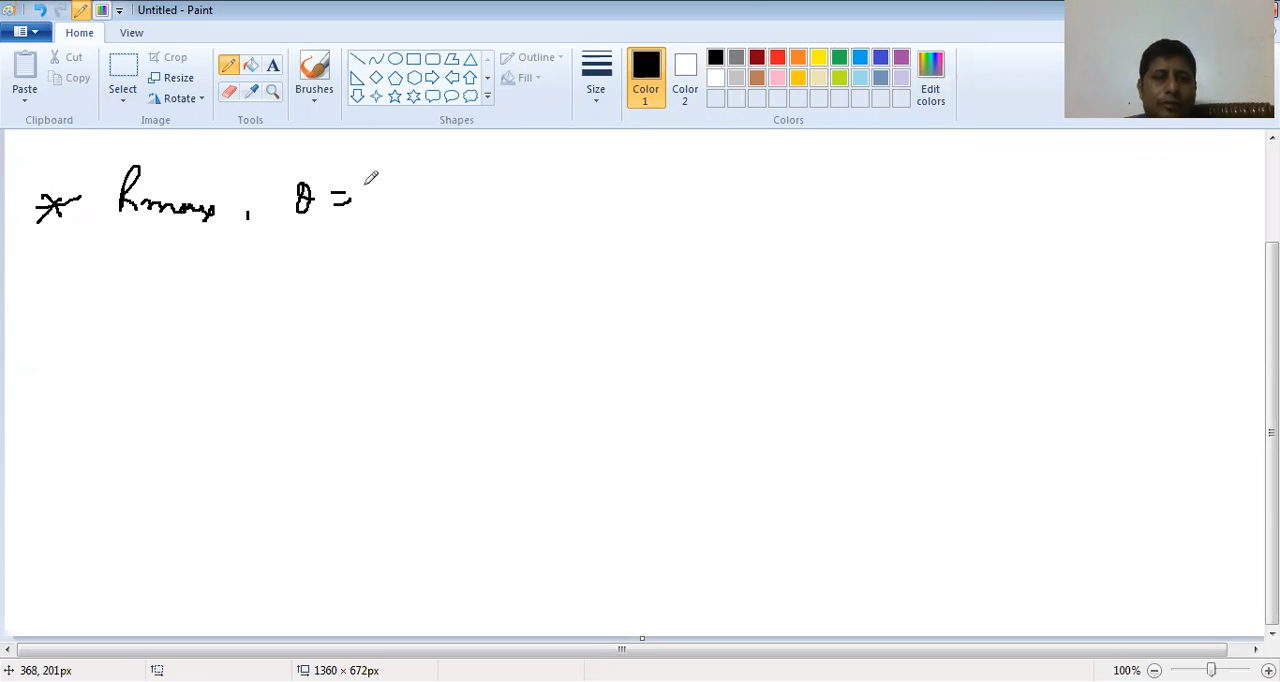 Untitled - Paint
Home View
Paste
Cut
Copy
Clipboard
Select
Crop
Resize
Rotate
Image
Tools
Brushes
Shapes
Outline
Fill
Size
Color 1
Color 2
Edit colors
Colors
* hmax, θ =
368, 201px
1360 × 672px
100%